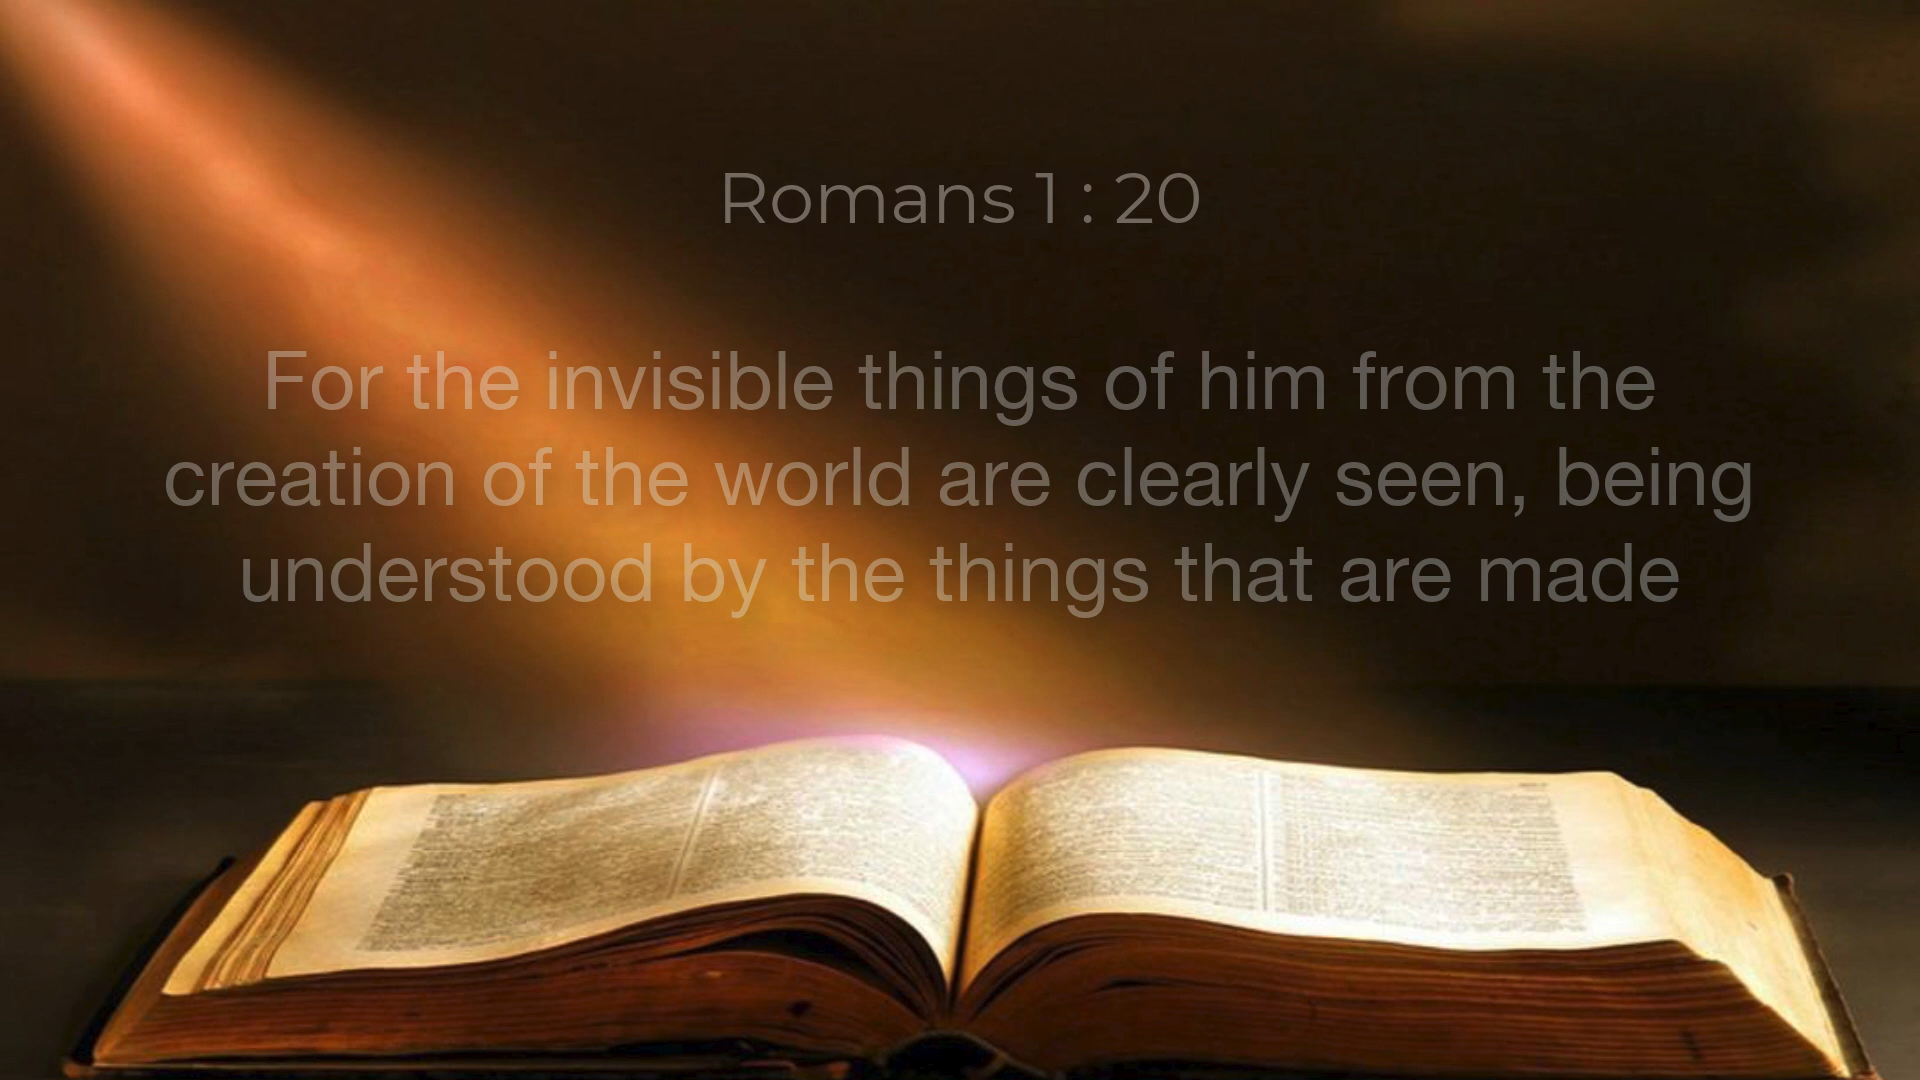 Romans 1 : 20
For the invisible things of him from the
creation of the world are clearly seen, being
understood by the things that are made